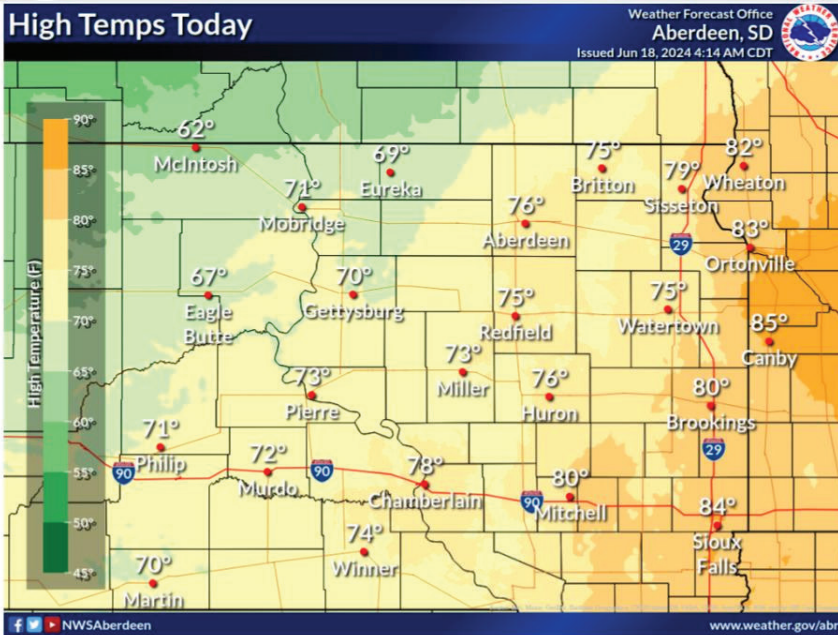 High Temps Today
Weather Forecast Office
Aberdeen, SD
Issued Jun 18, 2024 4:14 AM CDT
High Temperature (F)
90°
85°
80°
75°
70°
65°
60°
55°
50°
45°
62°
McIntosh
69°
Eureka
75°
Britton
79°
Sisseton
82°
Wheaton
71°
Mobridge
76°
Aberdeen
83°
Ortonville
29
67°
Eagle
Butte
70°
Gettysburg
75°
Redfield
75°
Watertown
85°
Canby
73°
Pierre
73°
Miller
76°
Huron
80°
Brookings
29
71°
Philip
90
72°
Murdo
90
78°
Chamberlain
90
80°
Mitchell
84°
Sioux
Falls
70°
Martin
74°
Winner
NWSAberdeen
www.weather.gov/abr